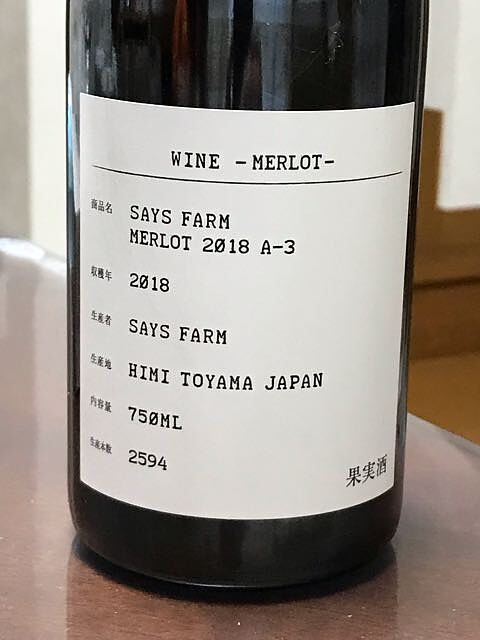 WINE -MERLOT-
商品名 SAYS FARM
MERLOT 2018 A-3
収穫年 2018
生産者 SAYS FARM
生産地 HIMI TOYAMA JAPAN
内容量 750ML
生産本数 2594
果実酒